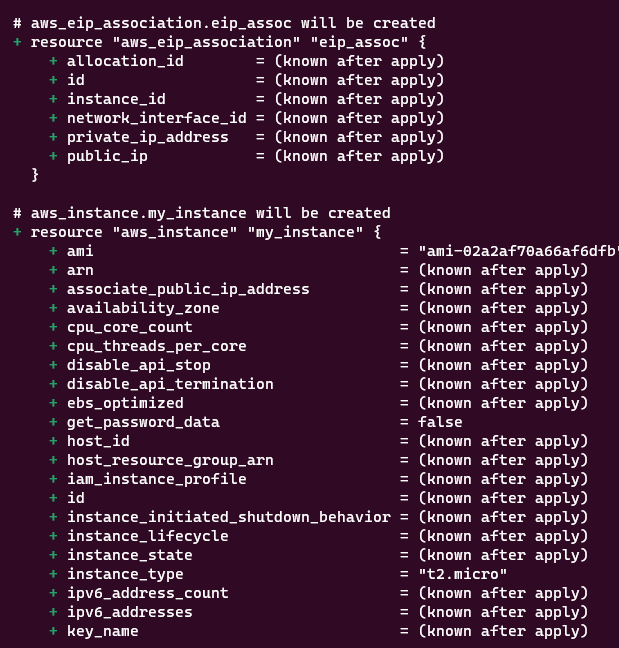 # aws_eip_association.eip_assoc will be created
+ resource "aws_eip_association" "eip_assoc" {
+ allocation_id = (known after apply)
+ id = (known after apply)
+ instance_id = (known after apply)
+ network_interface_id = (known after apply)
+ private_ip_address = (known after apply)
+ public_ip = (known after apply)
}
# aws_instance.my_instance will be created
+ resource "aws_instance" "my_instance" {
+ ami = "ami-02a2af70a66af6dfb"
+ arn = (known after apply)
+ associate_public_ip_address = (known after apply)
+ availability_zone = (known after apply)
+ cpu_core_count = (known after apply)
+ cpu_threads_per_core = (known after apply)
+ disable_api_stop = (known after apply)
+ disable_api_termination = (known after apply)
+ ebs_optimized = (known after apply)
+ get_password_data = false
+ host_id = (known after apply)
+ host_resource_group_arn = (known after apply)
+ iam_instance_profile = (known after apply)
+ id = (known after apply)
+ instance_initiated_shutdown_behavior = (known after apply)
+ instance_lifecycle = (known after apply)
+ instance_state = (known after apply)
+ instance_type = "t2.micro"
+ ipv6_address_count = (known after apply)
+ ipv6_addresses = (known after apply)
+ key_name = (known after apply)